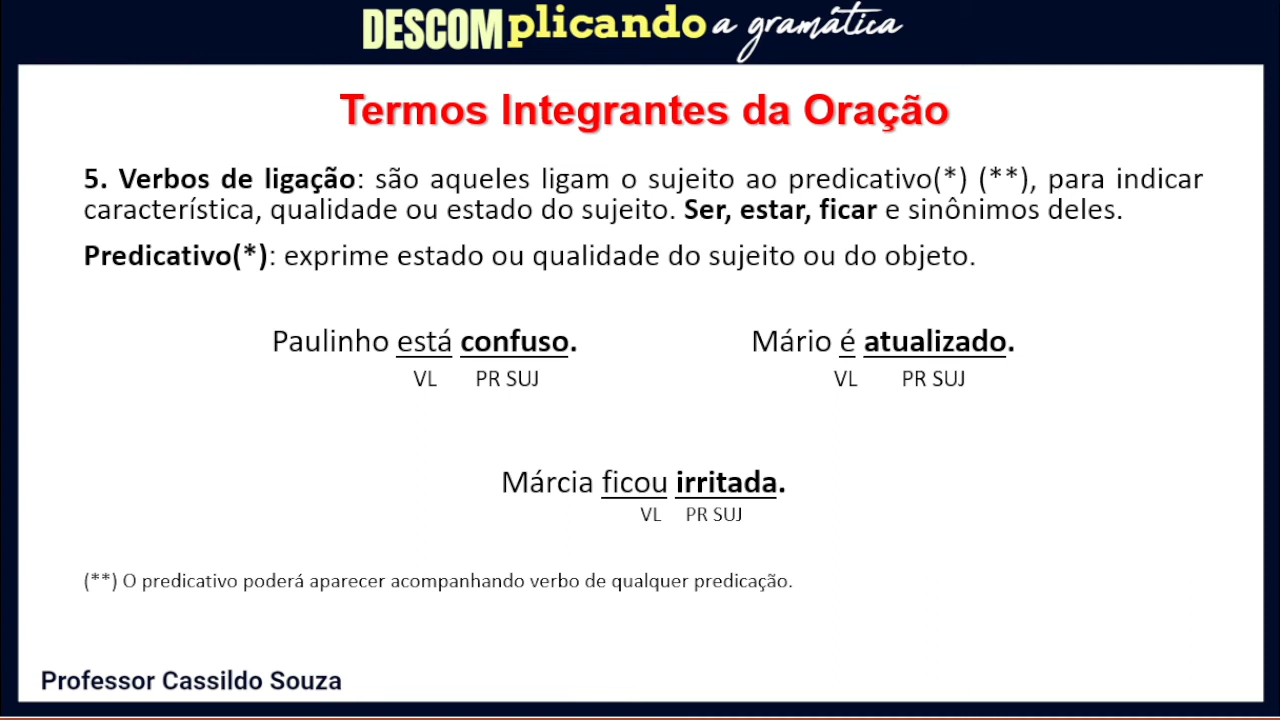 DESCOMplicando a gramática
Termos Integrantes da Oração
5. Verbos de ligação: são aqueles ligam o sujeito ao predicativo(*) (**), para indicar
característica, qualidade ou estado do sujeito. Ser, estar, ficar e sinônimos deles.
Predicativo(*): exprime estado ou qualidade do sujeito ou do objeto.
Paulinho está confuso. Mário é atualizado.
VL PR SUJ VL PR SUJ
Márcia ficou irritada.
VL PR SUJ
(**) O predicativo poderá aparecer acompanhando verbo de qualquer predicação.
Professor Cassildo Souza